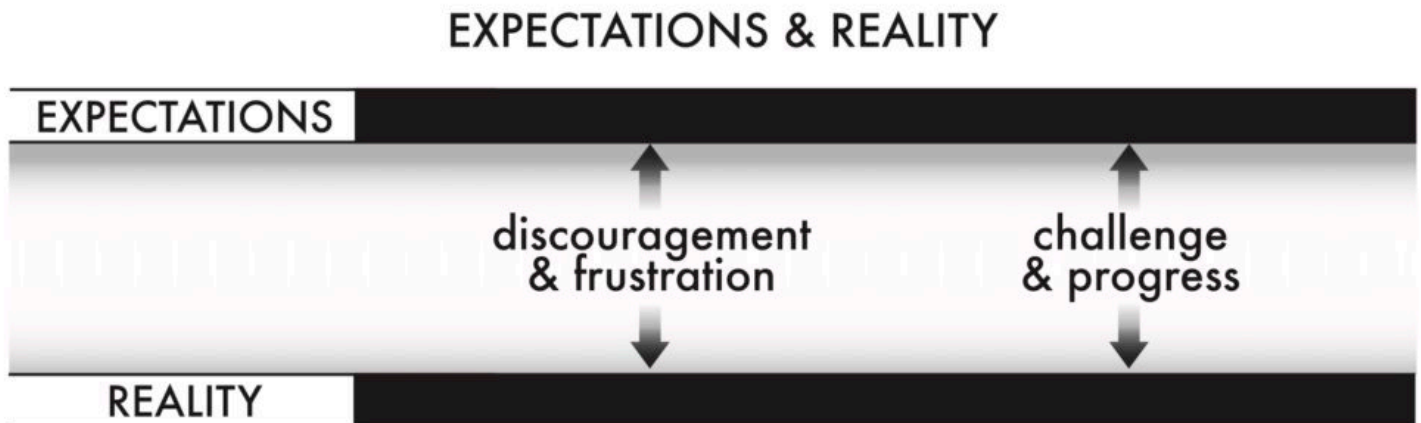 EXPECTATIONS & REALITY
EXPECTATIONS
discouragement
& frustration
challenge
& progress
REALITY